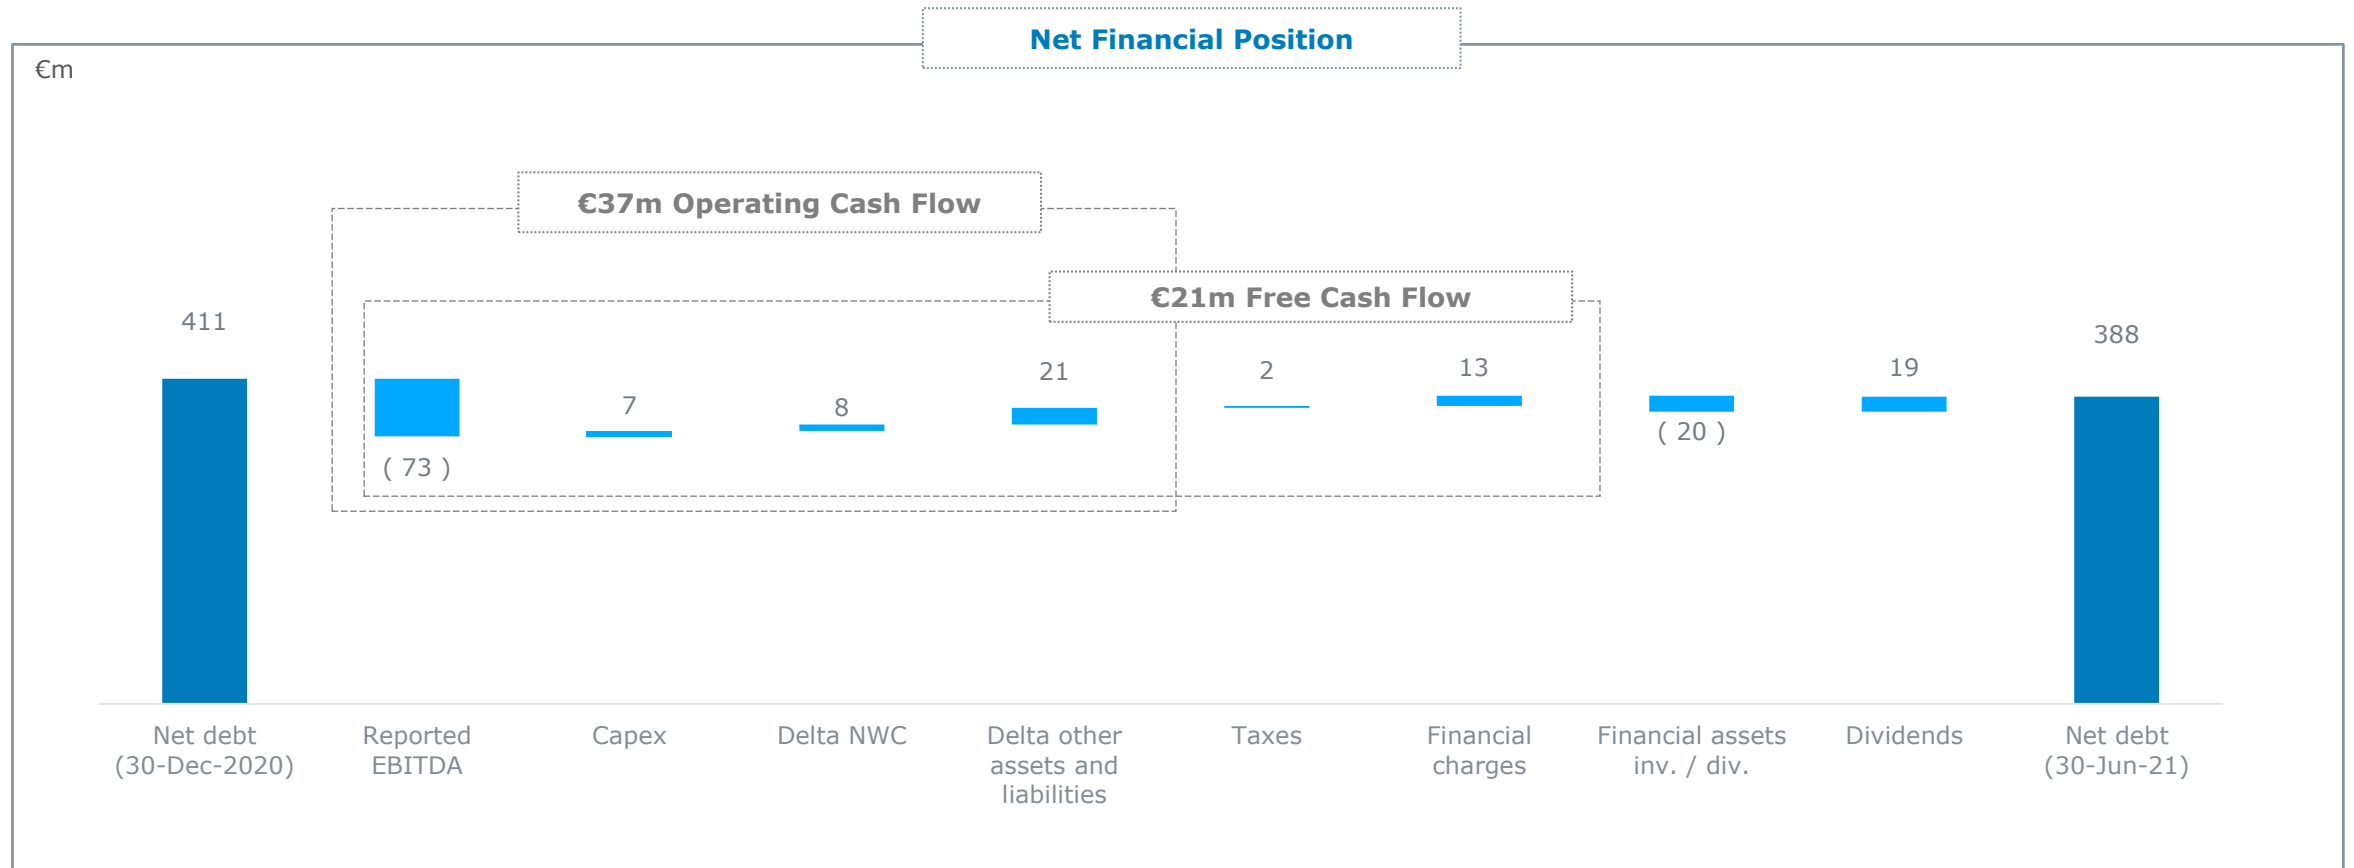 Net Financial Position
€m
€37m Operating Cash Flow
€21m Free Cash Flow
411
( 73 )
7
8
21
2
13
( 20 )
19
388
Net debt
(30-Dec-2020)
Reported
EBITDA
Capex
Delta NWC
Delta other
assets and
liabilities
Taxes
Financial
charges
Financial assets
inv. / div.
Dividends
Net debt
(30-Jun-21)